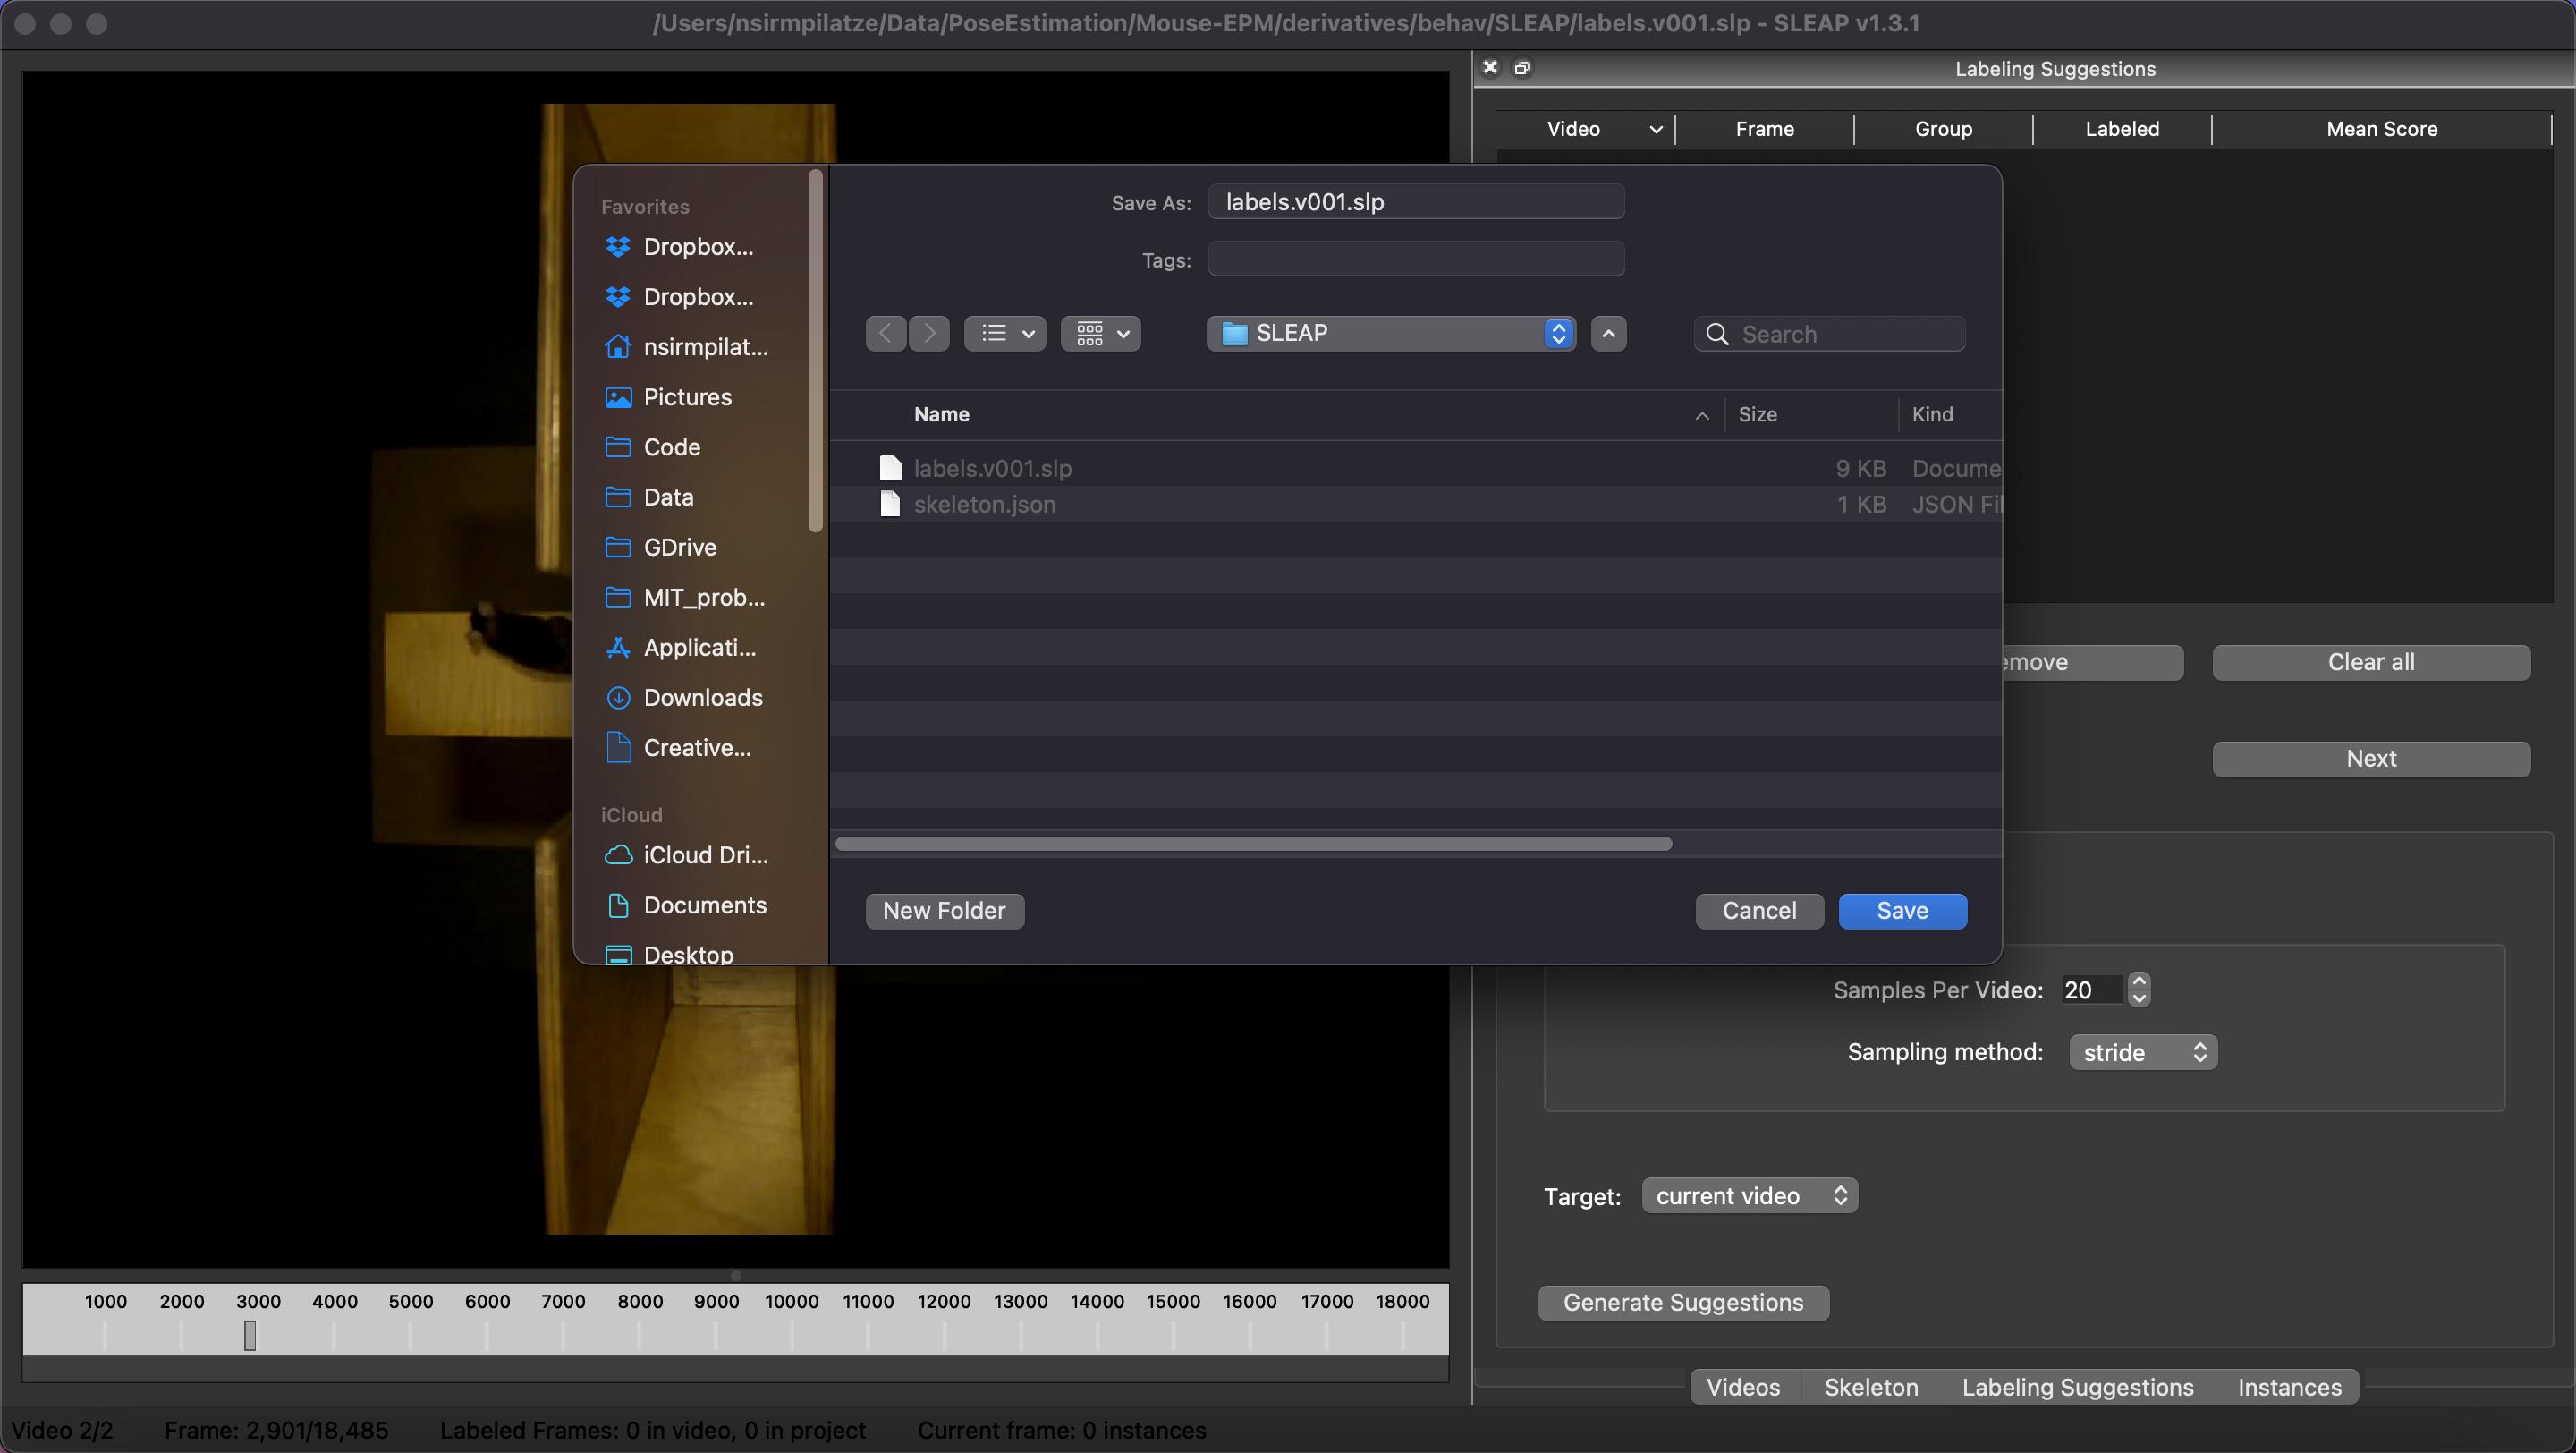 /Users/nsirmpilatze/Data/PoseEstimation/Mouse-EPM/derivatives/behav/SLEAP/labels.v001.slp - SLEAP v1.3.1
Labeling Suggestions
Video Frame Group Labeled Mean Score
Favorites
Dropbox...
Dropbox...
nsirmpilat...
Pictures
Code
Data
GDrive
MIT_prob...
Applicati...
Downloads
Creative...
iCloud
iCloud Dri...
Documents
Desktop
Save As: labels.v001.slp
Tags:
SLEAP
Search
Name Size Kind
labels.v001.slp 9 KB Docume
skeleton.json 1 KB JSON Fil
New Folder Cancel Save
emove Clear all
Next
Samples Per Video: 20
Sampling method: stride
Target: current video
Generate Suggestions
1000 2000 3000 4000 5000 6000 7000 8000 9000 10000 11000 12000 13000 14000 15000 16000 17000 18000
Videos Skeleton Labeling Suggestions Instances
Video 2/2 Frame: 2,901/18,485 Labeled Frames: 0 in video, 0 in project Current frame: 0 instances